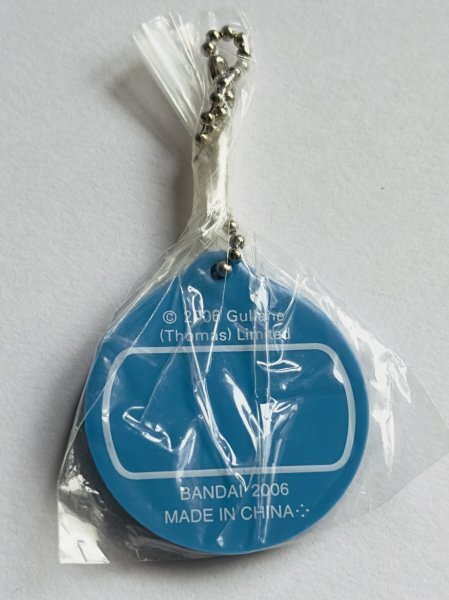 © 2006 Gullane
(Thomas) Limited
BANDAI 2006
MADE IN CHINA